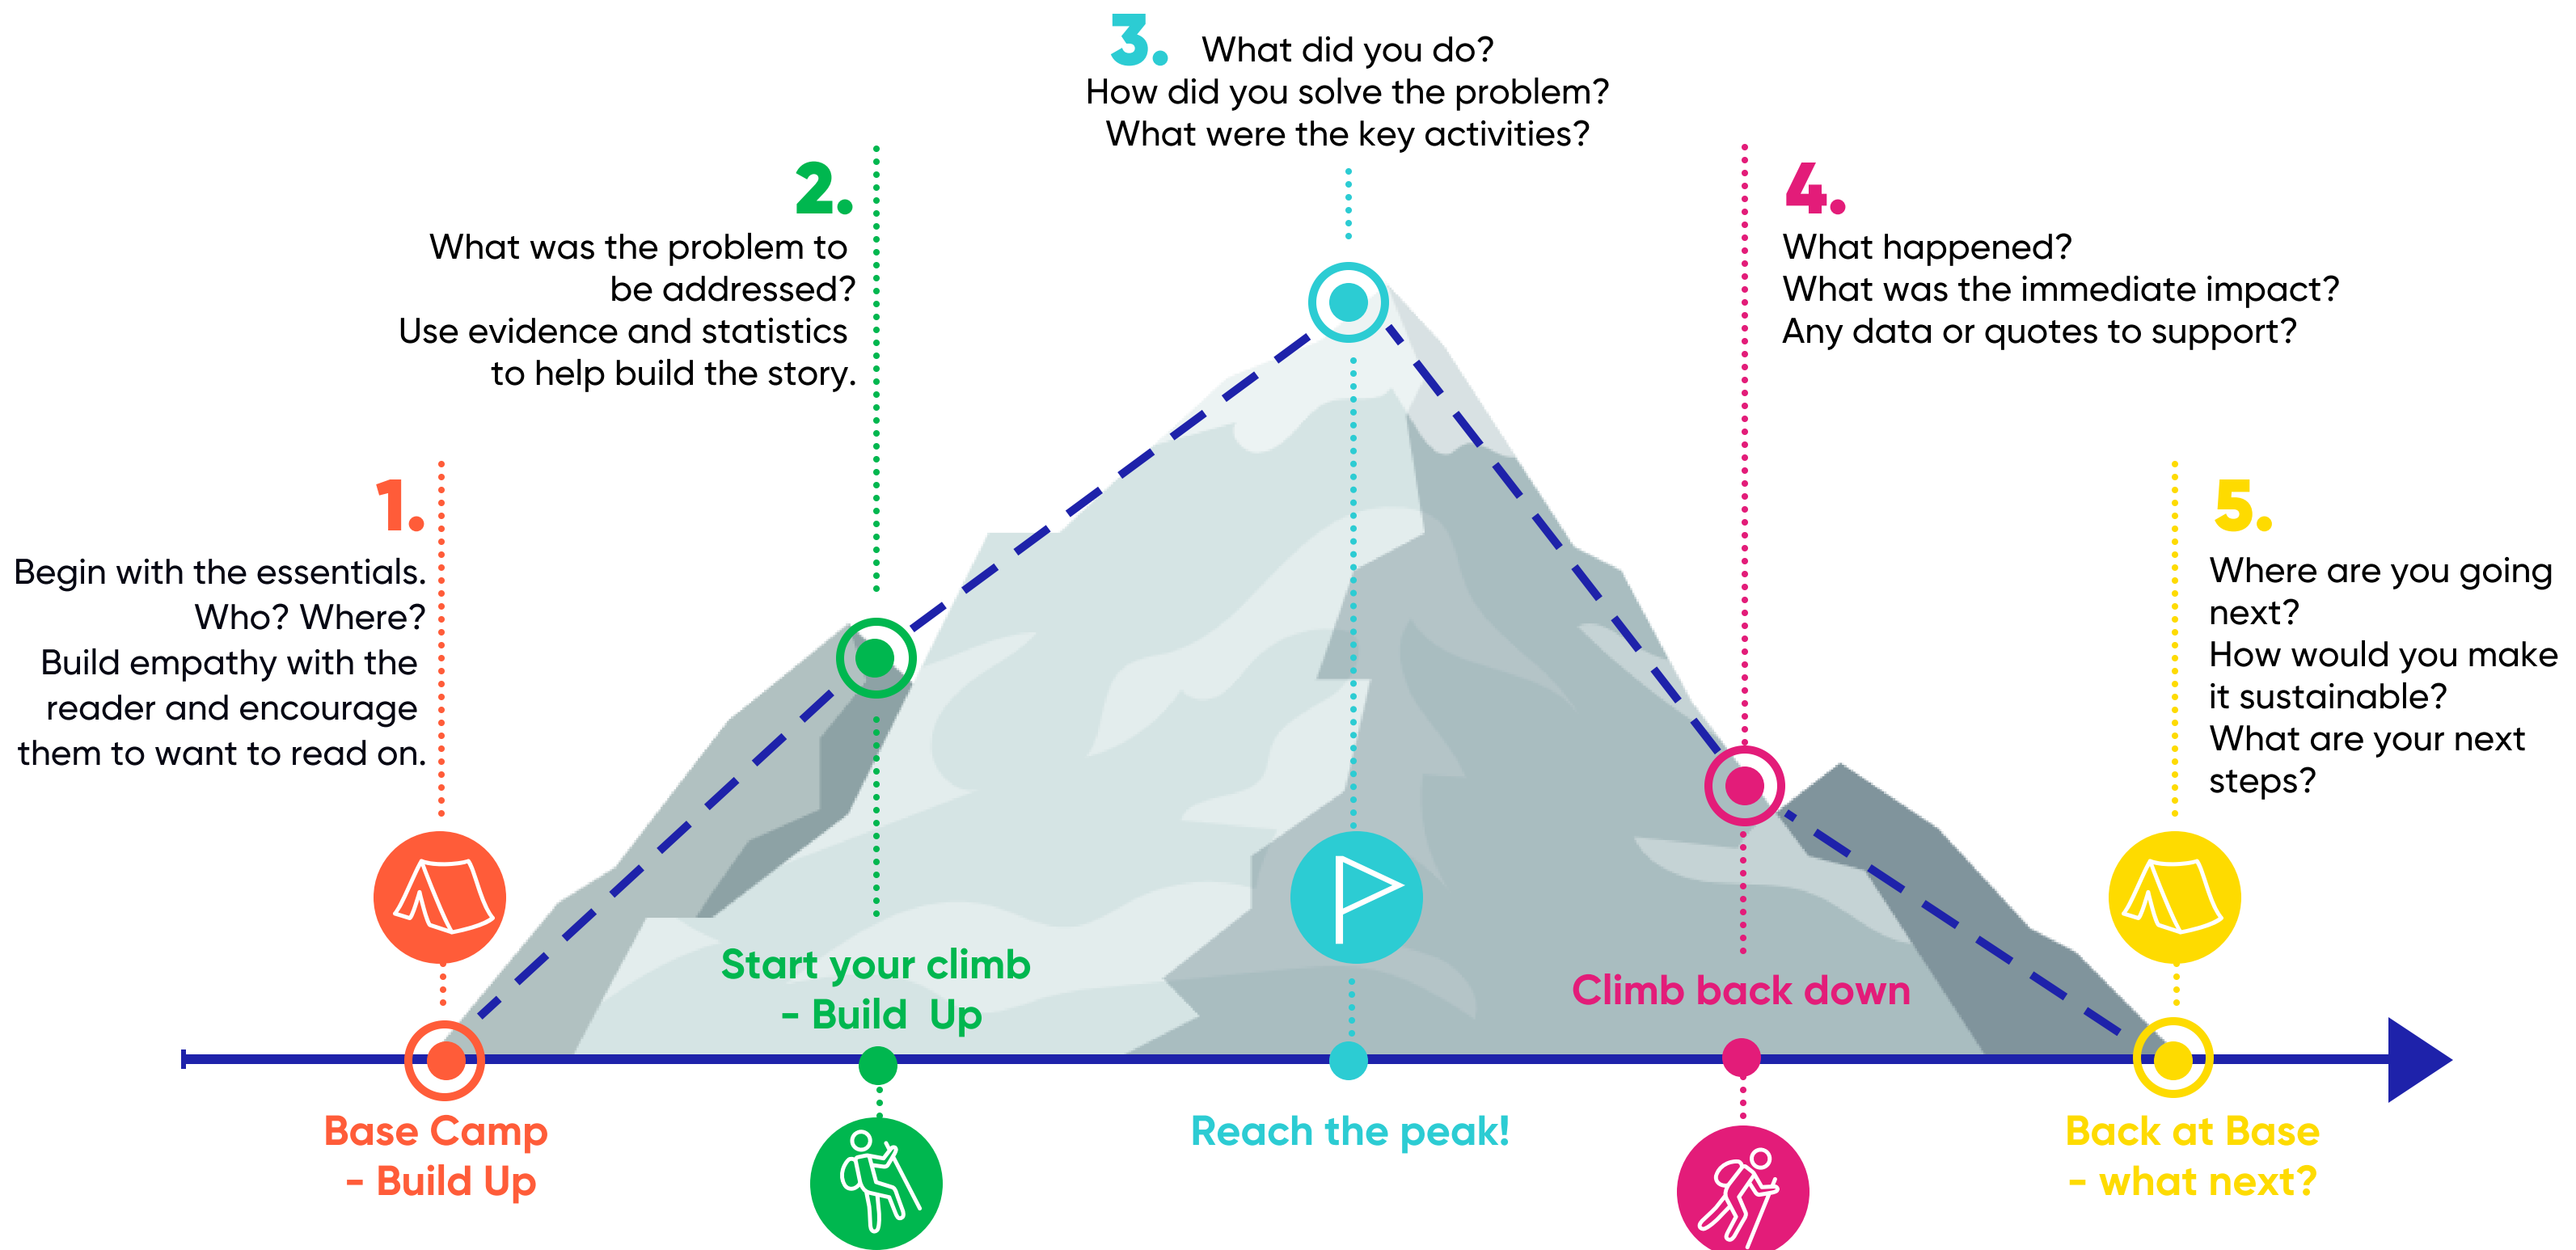 1.
Begin with the essentials.
Who? Where?
Build empathy with the
reader and encourage
them to want to read on.
Base Camp
- Build Up
2.
What was the problem to
be addressed?
Use evidence and statistics
to help build the story.
Start your climb
- Build Up
3. What did you do?
How did you solve the problem?
What were the key activities?
Reach the peak!
4.
What happened?
What was the immediate impact?
Any data or quotes to support?
Climb back down
5.
Where are you going
next?
How would you make
it sustainable?
What are your next
steps?
Back at Base
- what next?